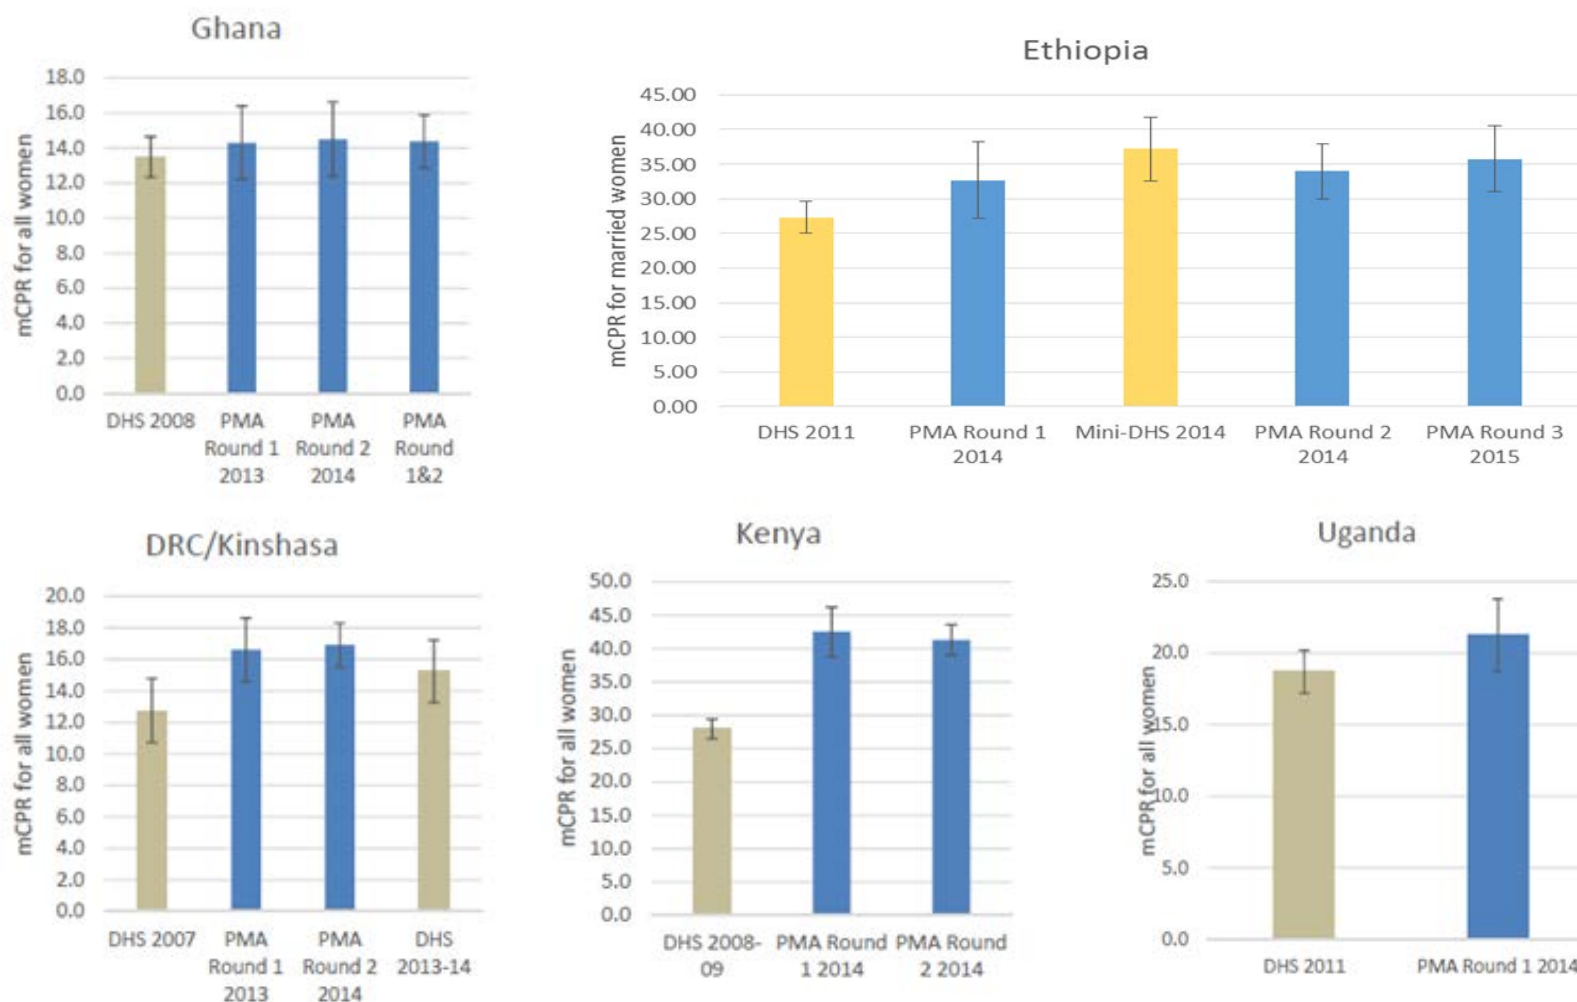 Ghana
mCPR for all women
18.0
16.0
14.0
12.0
10.0
8.0
6.0
4.0
2.0
0.0
DHS 2008
PMA
Round 1
2013
PMA
Round 2
2014
PMA
Round
1&2
Ethiopia
mCPR for married women
45.00
40.00
35.00
30.00
25.00
20.00
15.00
10.00
5.00
0.00
DHS 2011
PMA Round 1
2014
Mini-DHS 2014
PMA Round 2
2014
PMA Round 3
2015
DRC/Kinshasa
mCPR for all women
20.0
18.0
16.0
14.0
12.0
10.0
8.0
6.0
4.0
2.0
0.0
DHS 2007
PMA
Round 1
2013
PMA
Round 2
2014
DHS
2013-14
Kenya
mCPR for all women
50.0
45.0
40.0
35.0
30.0
25.0
20.0
15.0
10.0
5.0
0.0
DHS 2008-
09
PMA Round
1 2014
PMA Round
2 2014
Uganda
mCPR for all women
25.0
20.0
15.0
10.0
5.0
0.0
DHS 2011
PMA Round 1 2014